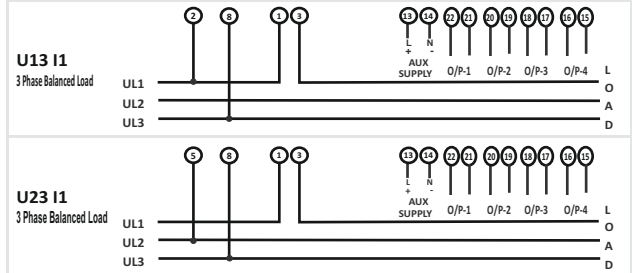 2 8 1 3 13 14 22 21 20 19 18 17 16 15
L N
+ -
AUX
SUPPLY O/P-1 O/P-2 O/P-3 O/P-4
U13 I1
3 Phase Balanced Load
UL1
UL2
UL3
L
O
A
D
5 8 1 3 13 14 22 21 20 19 18 17 16 15
L N
+ -
AUX
SUPPLY O/P-1 O/P-2 O/P-3 O/P-4
U23 I1
3 Phase Balanced Load
UL1
UL2
UL3
L
O
A
D